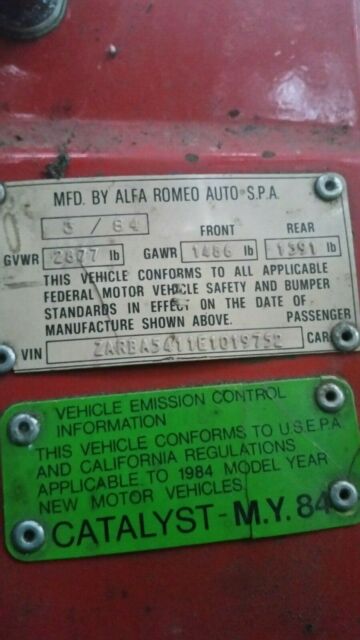 MFD. BY ALFA ROMEO AUTO S.P.A.
3 / 84 FRONT REAR
GVWR 2877 lb GAWR 1486 lb 1391 lb
THIS VEHICLE CONFORMS TO ALL APPLICABLE
FEDERAL MOTOR VEHICLE SAFETY AND BUMPER
STANDARDS IN EFFECT ON THE DATE OF
MANUFACTURE SHOWN ABOVE. PASSENGER
VIN ZARBA5411E1019752 CAR
VEHICLE EMISSION CONTROL
INFORMATION
THIS VEHICLE CONFORMS TO U.S.E.P.A.
AND CALIFORNIA REGULATIONS
APPLICABLE TO 1984 MODEL YEAR
NEW MOTOR VEHICLES
CATALYST - M.Y. 84